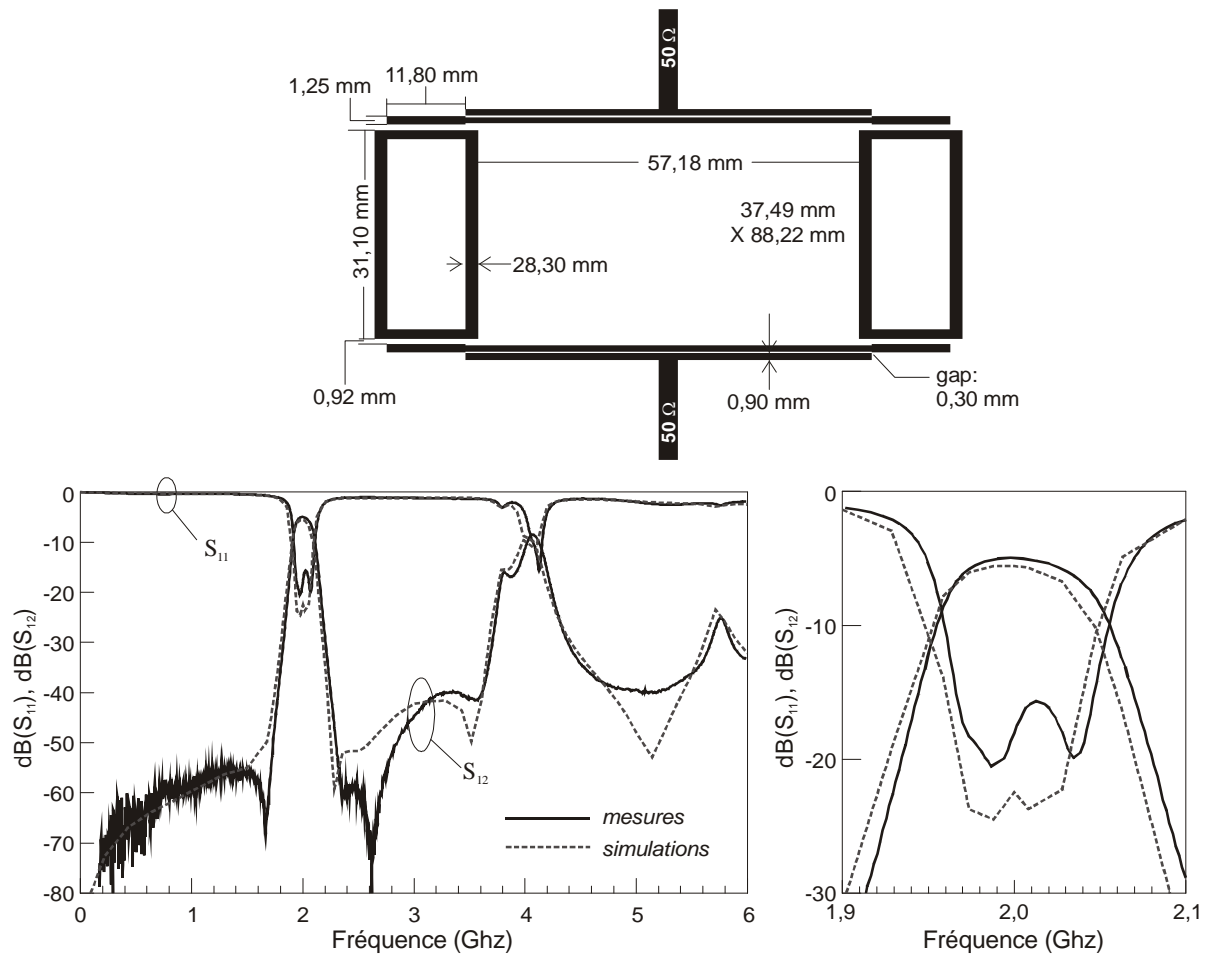 50 Ω
11,80 mm
1,25 mm
57,18 mm
31,10 mm
37,49 mm
X 88,22 mm
28,30 mm
gap:
0,30 mm
0,92 mm
0,90 mm
50 Ω
0
-10
-20
-30
-40
-50
-60
-70
-80
dB(S11), dB(S12)
S11
S12
mesures
simulations
0
1
2
3
4
5
6
Fréquence (Ghz)
0
-10
-20
-30
dB(S11), dB(S12)
1,9
2,0
2,1
Fréquence (Ghz)